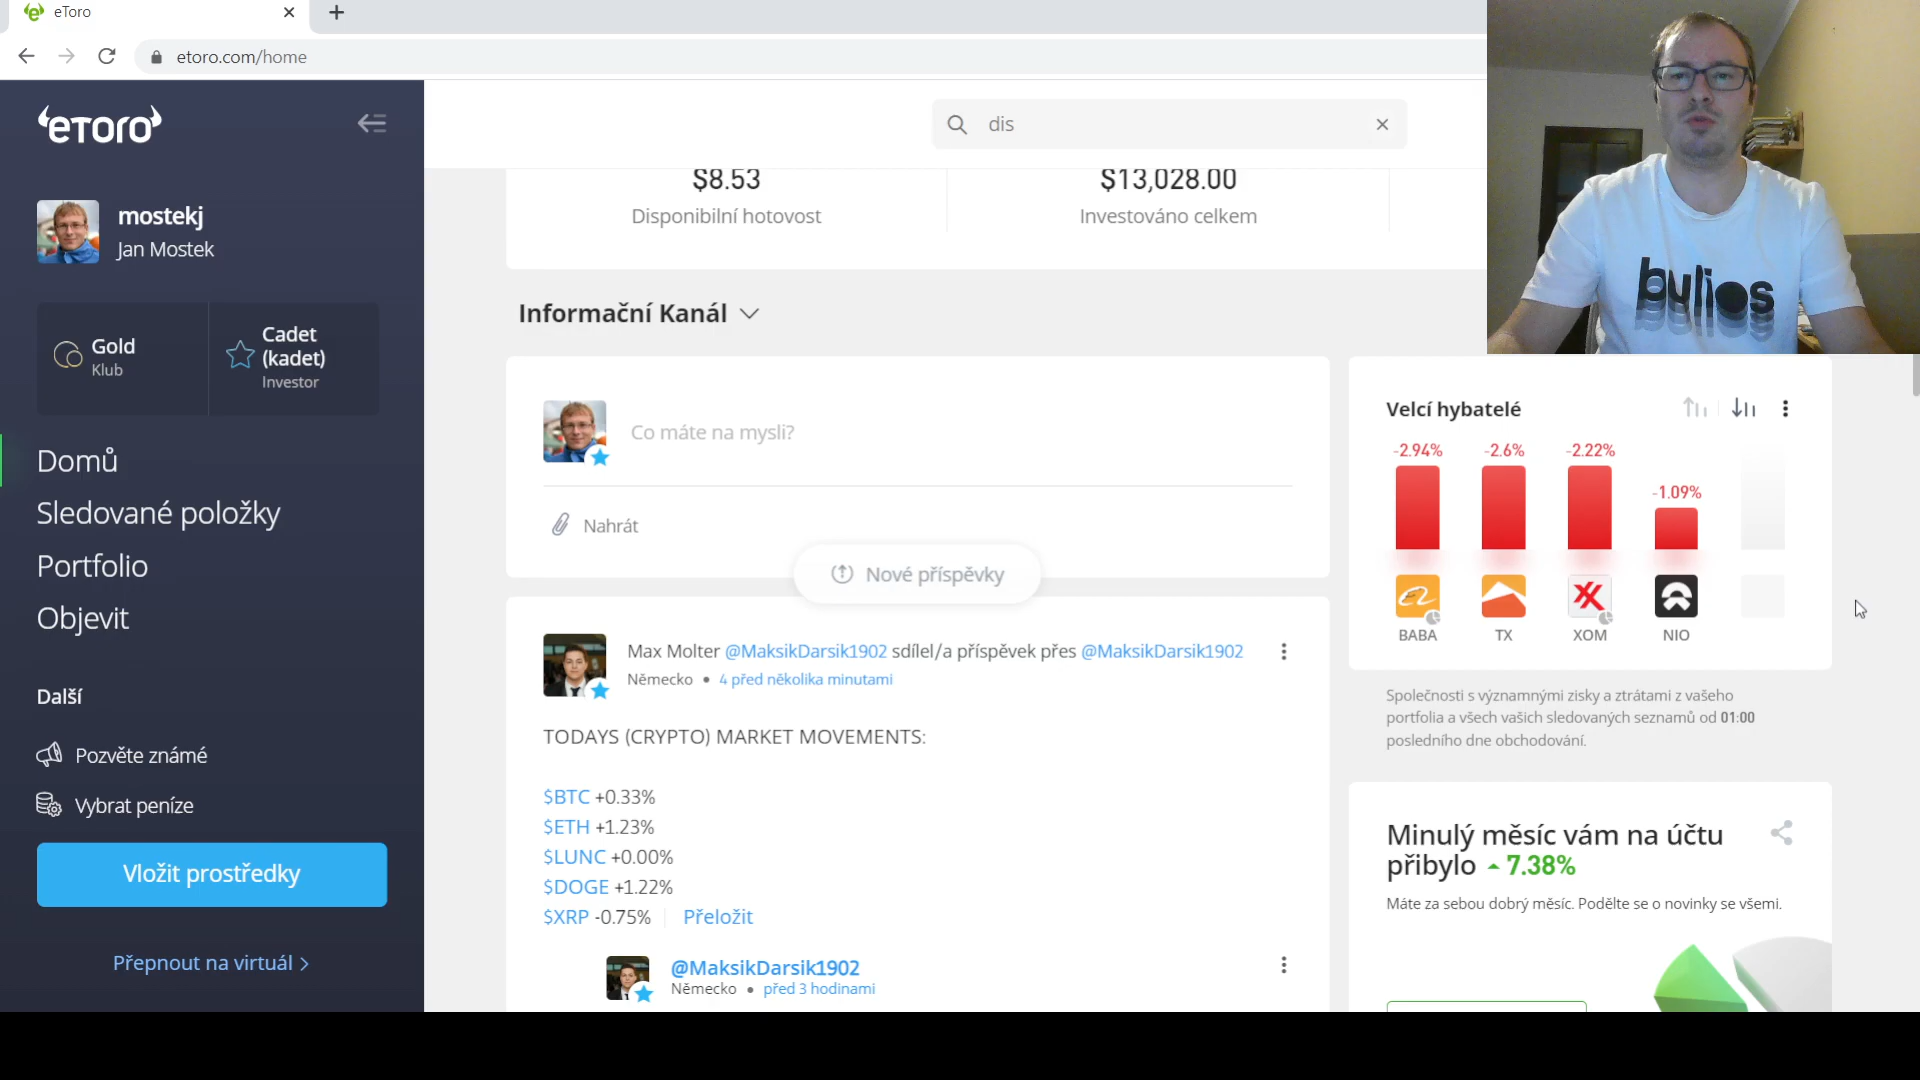 eToro
etoro.com/home
eTORO
dis
mostekj
Jan Mostek
Gold
Klub
Cadet
(kadet)
Investor
Domů
Sledované položky
Portfolio
Objevit
Další
Pozvěte známé
Vybrat peníze
Vložit prostředky
Přepnout na virtuál >
$8.53
Disponibilní hotovost
$13,028.00
Investováno celkem
Informační Kanál
Co máte na mysli?
Nahrát
Nové příspěvky
Max Molter @MaksikDarsik1902 sdílel/a příspěvek přes @MaksikDarsik1902
Německo • 4 před několika minutami
TODAYS (CRYPTO) MARKET MOVEMENTS:
$BTC +0.33%
$ETH +1.23%
$LUNC +0.00%
$DOGE +1.22%
$XRP -0.75% Přeložit
@MaksikDarsik1902
Německo • před 3 hodinami
bulios
Velcí hybatelé
-2.94% -2.6% -2.22% -1.09%
BABA TX XOM NIO
Společnosti s významnými zisky a ztrátami z vašeho
portfolia a všech vašich sledovaných seznamů od 01:00
posledního dne obchodování.
Minulý měsíc vám na účtu
přibylo 7.38%
Máte za sebou dobrý měsíc. Podělte se o novinky se všemi.